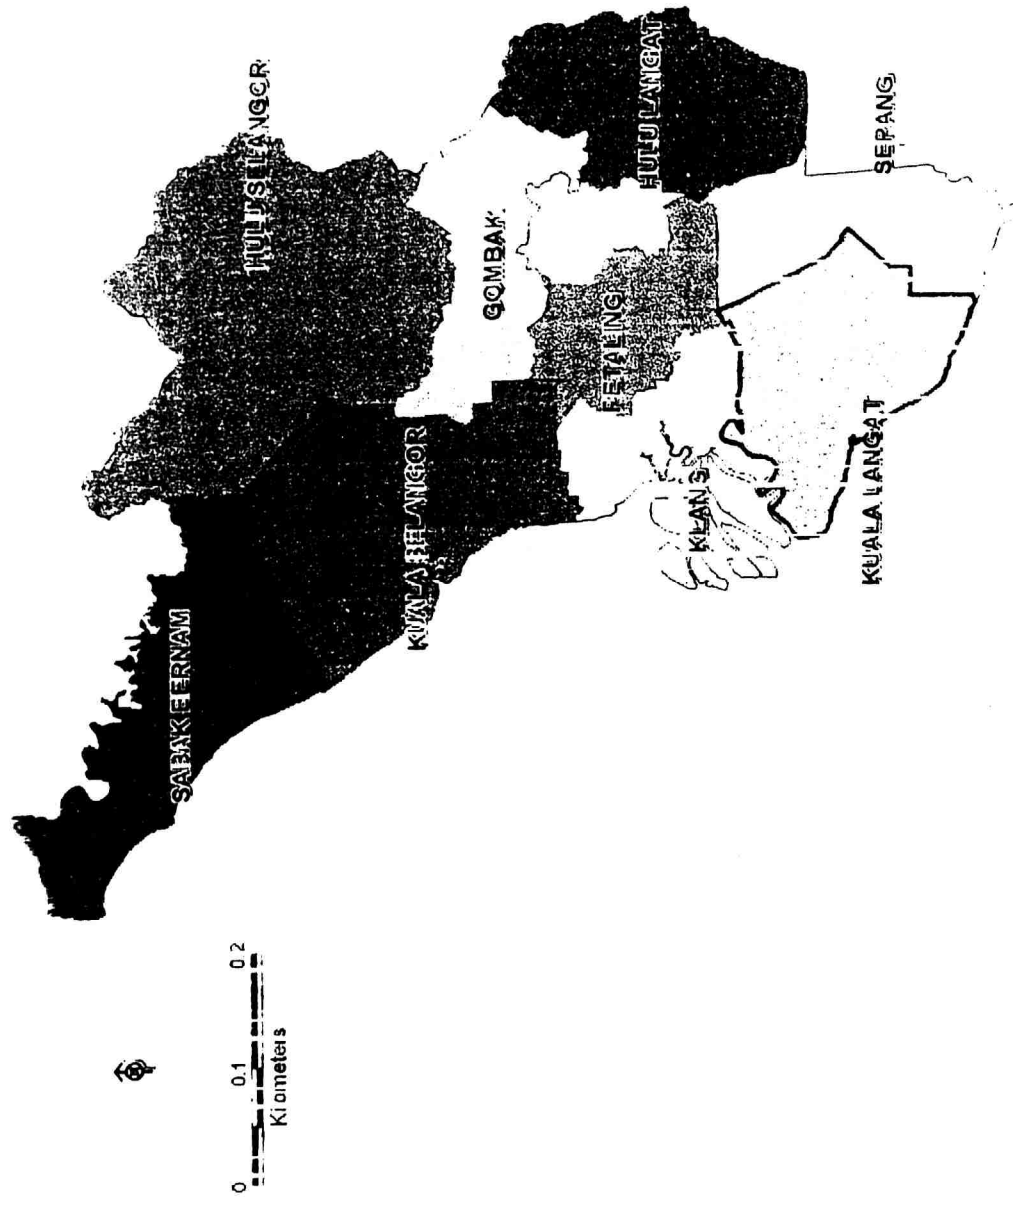 HULU SELANGOR
SABAK BERNAM
KUALA SELANGOR
GOMBAK
PETALING
HULU LANGAT
KLANG
SEPANG
KUALA LANGAT
0 0.1 0.2
Kilometers